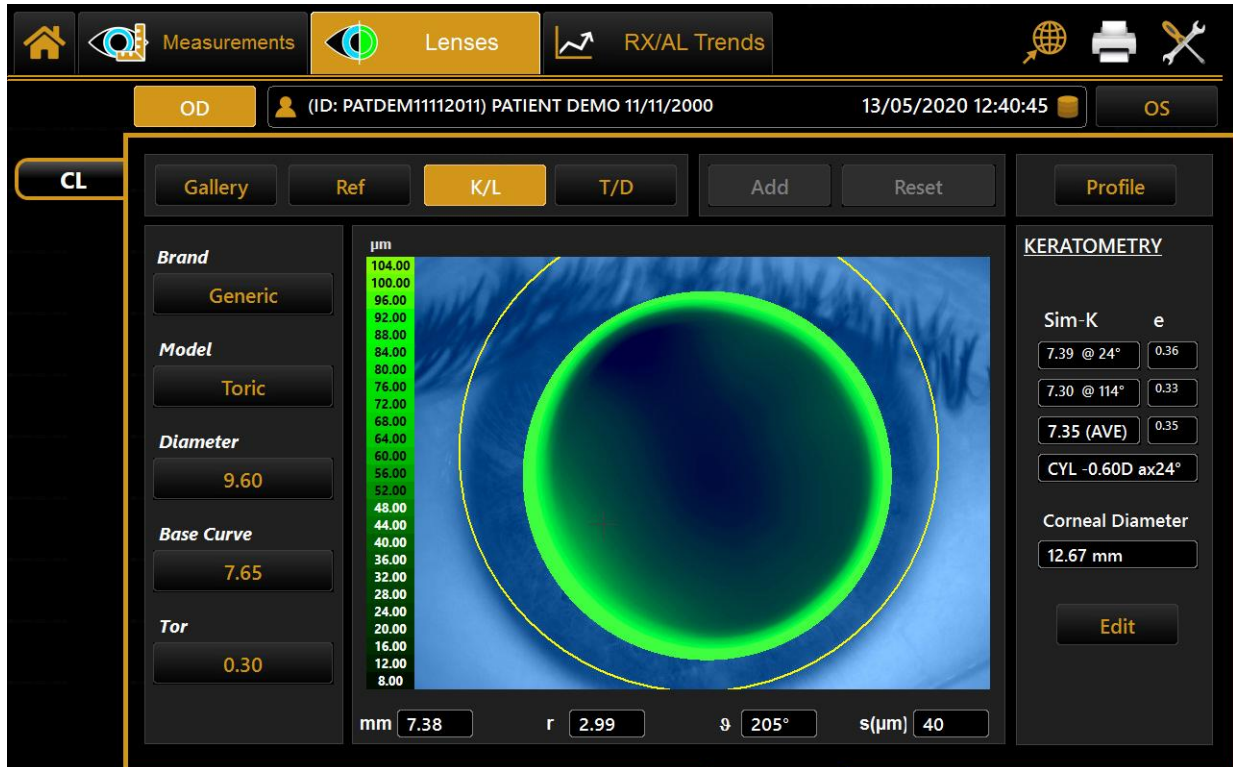 Measurements
Lenses
RX/AL Trends
OD
(ID: PATDEM11112011) PATIENT DEMO 11/11/2000
13/05/2020 12:40:45
OS
CL
Gallery
Ref
K/L
T/D
Add
Reset
Profile
Brand
Generic
Model
Toric
Diameter
9.60
Base Curve
7.65
Tor
0.30
µm
104.00
100.00
96.00
92.00
88.00
84.00
80.00
76.00
72.00
68.00
64.00
60.00
56.00
52.00
48.00
44.00
40.00
36.00
32.00
28.00
24.00
20.00
16.00
12.00
8.00
mm 7.38 r 2.99 ϑ 205° s(µm) 40
KERATOMETRY
Sim-K e
7.39 @ 24° 0.36
7.30 @ 114° 0.33
7.35 (AVE) 0.35
CYL -0.60D ax24°
Corneal Diameter
12.67 mm
Edit